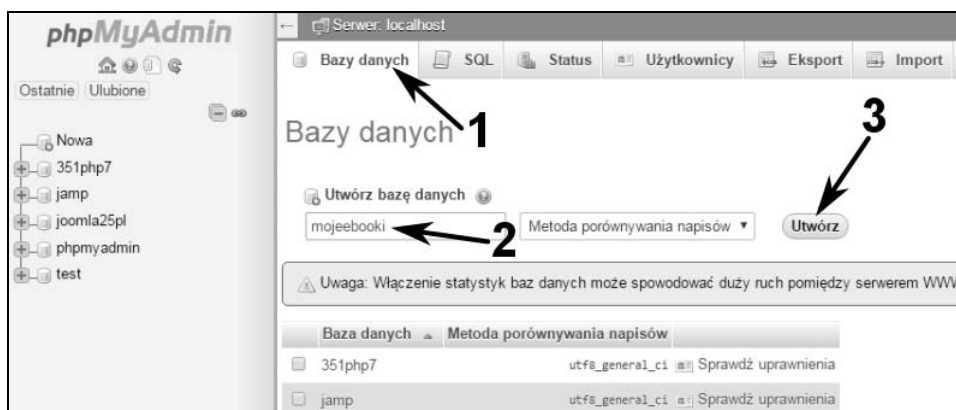 phpMyAdmin
Ostatnie Ulubione
Nowa
351php7
jamp
joomla25pl
phpmyadmin
test
Serwer: localhost
Bazy danych SQL Status Użytkownicy Eksport Import
1
Bazy danych
3
Utwórz bazę danych
mojeebooki Metoda porównywania napisów Utwórz
2
Uwaga: Włączenie statystyk baz danych może spowodować duży ruch pomiędzy serwerem WWW
Baza danych Metoda porównywania napisów
351php7 utf8_general_ci Sprawdź uprawnienia
jamp utf8_general_ci Sprawdź uprawnienia